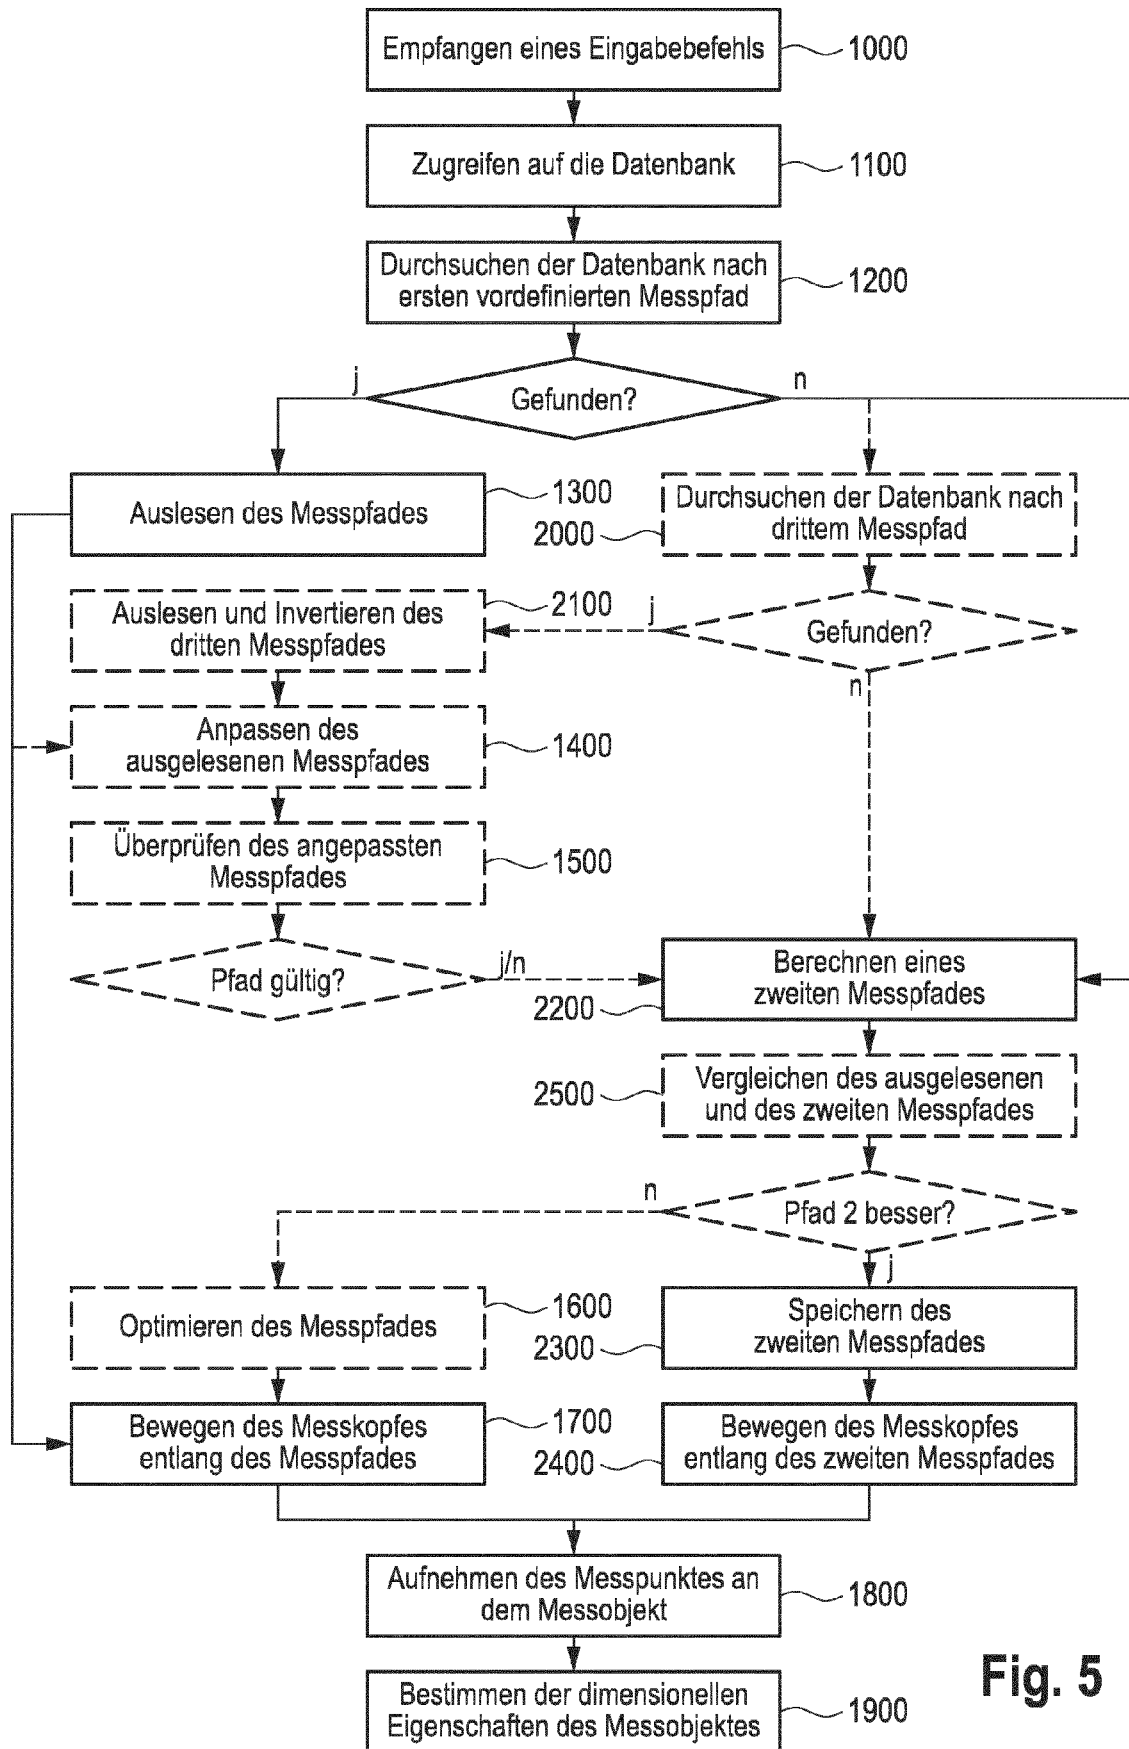 Empfangen eines Eingabebefehls
1000
Zugreifen auf die Datenbank
1100
Durchsuchen der Datenbank nach
ersten vordefinierten Messpfad
1200
Gefunden?
j
n
Auslesen des Messpfades
1300
Durchsuchen der Datenbank nach
drittem Messpfad
2000
Auslesen und Invertieren des
dritten Messpfades
2100
j
Gefunden?
n
Anpassen des
ausgelesenen Messpfades
1400
Überprüfen des angepassten
Messpfades
1500
Pfad gültig?
j/n
Berechnen eines
zweiten Messpfades
2200
Vergleichen des ausgelesenen
und des zweiten Messpfades
2500
n
Pfad 2 besser?
j
Optimieren des Messpfades
1600
Speichern des
zweiten Messpfades
2300
Bewegen des Messkopfes
entlang des Messpfades
1700
Bewegen des Messkopfes
entlang des zweiten Messpfades
2400
Aufnehmen des Messpunktes an
dem Messobjekt
1800
Bestimmen der dimensionellen
Eigenschaften des Messobjektes
1900
Fig. 5